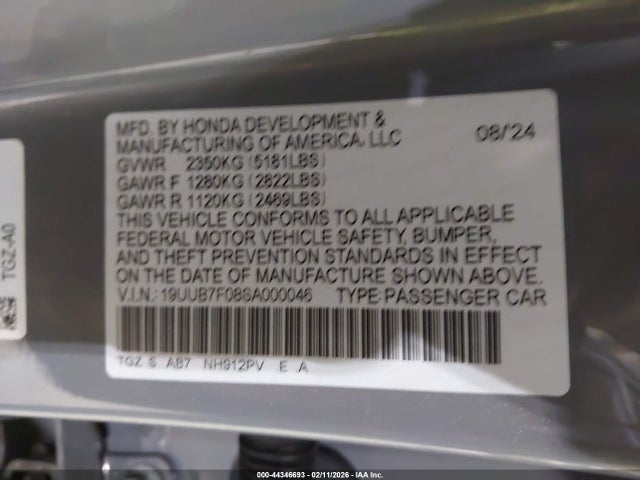 MFD. BY HONDA DEVELOPMENT &
MANUFACTURING OF AMERICA, LLC 08/24
GVWR 2350KG (5181LBS)
GAWR F 1280KG (2822LBS)
GAWR R 1120KG (2469LBS)
THIS VEHICLE CONFORMS TO ALL APPLICABLE
FEDERAL MOTOR VEHICLE SAFETY, BUMPER,
AND THEFT PREVENTION STANDARDS IN EFFECT
ON THE DATE OF MANUFACTURE SHOWN ABOVE.
V.I.N.: 19UUB7F08SA000046 TYPE:PASSENGER CAR
TGZ S AB7 NH912PV E A
TGZ-A0
000-44346693 - 02/11/2026 - IAA Inc.